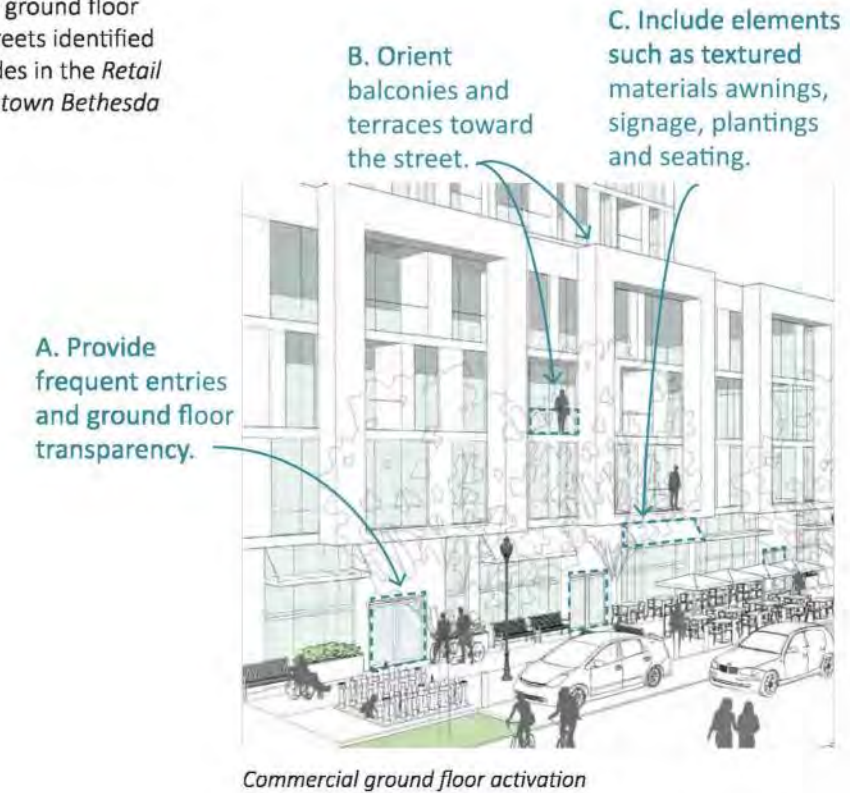 ground floor
reets identified
des in the Retail
town Bethesda
B. Orient
balconies and
terraces toward
the street.
C. Include elements
such as textured
materials awnings,
signage, plantings
and seating.
A. Provide
frequent entries
and ground floor
transparency.
Commercial ground floor activation